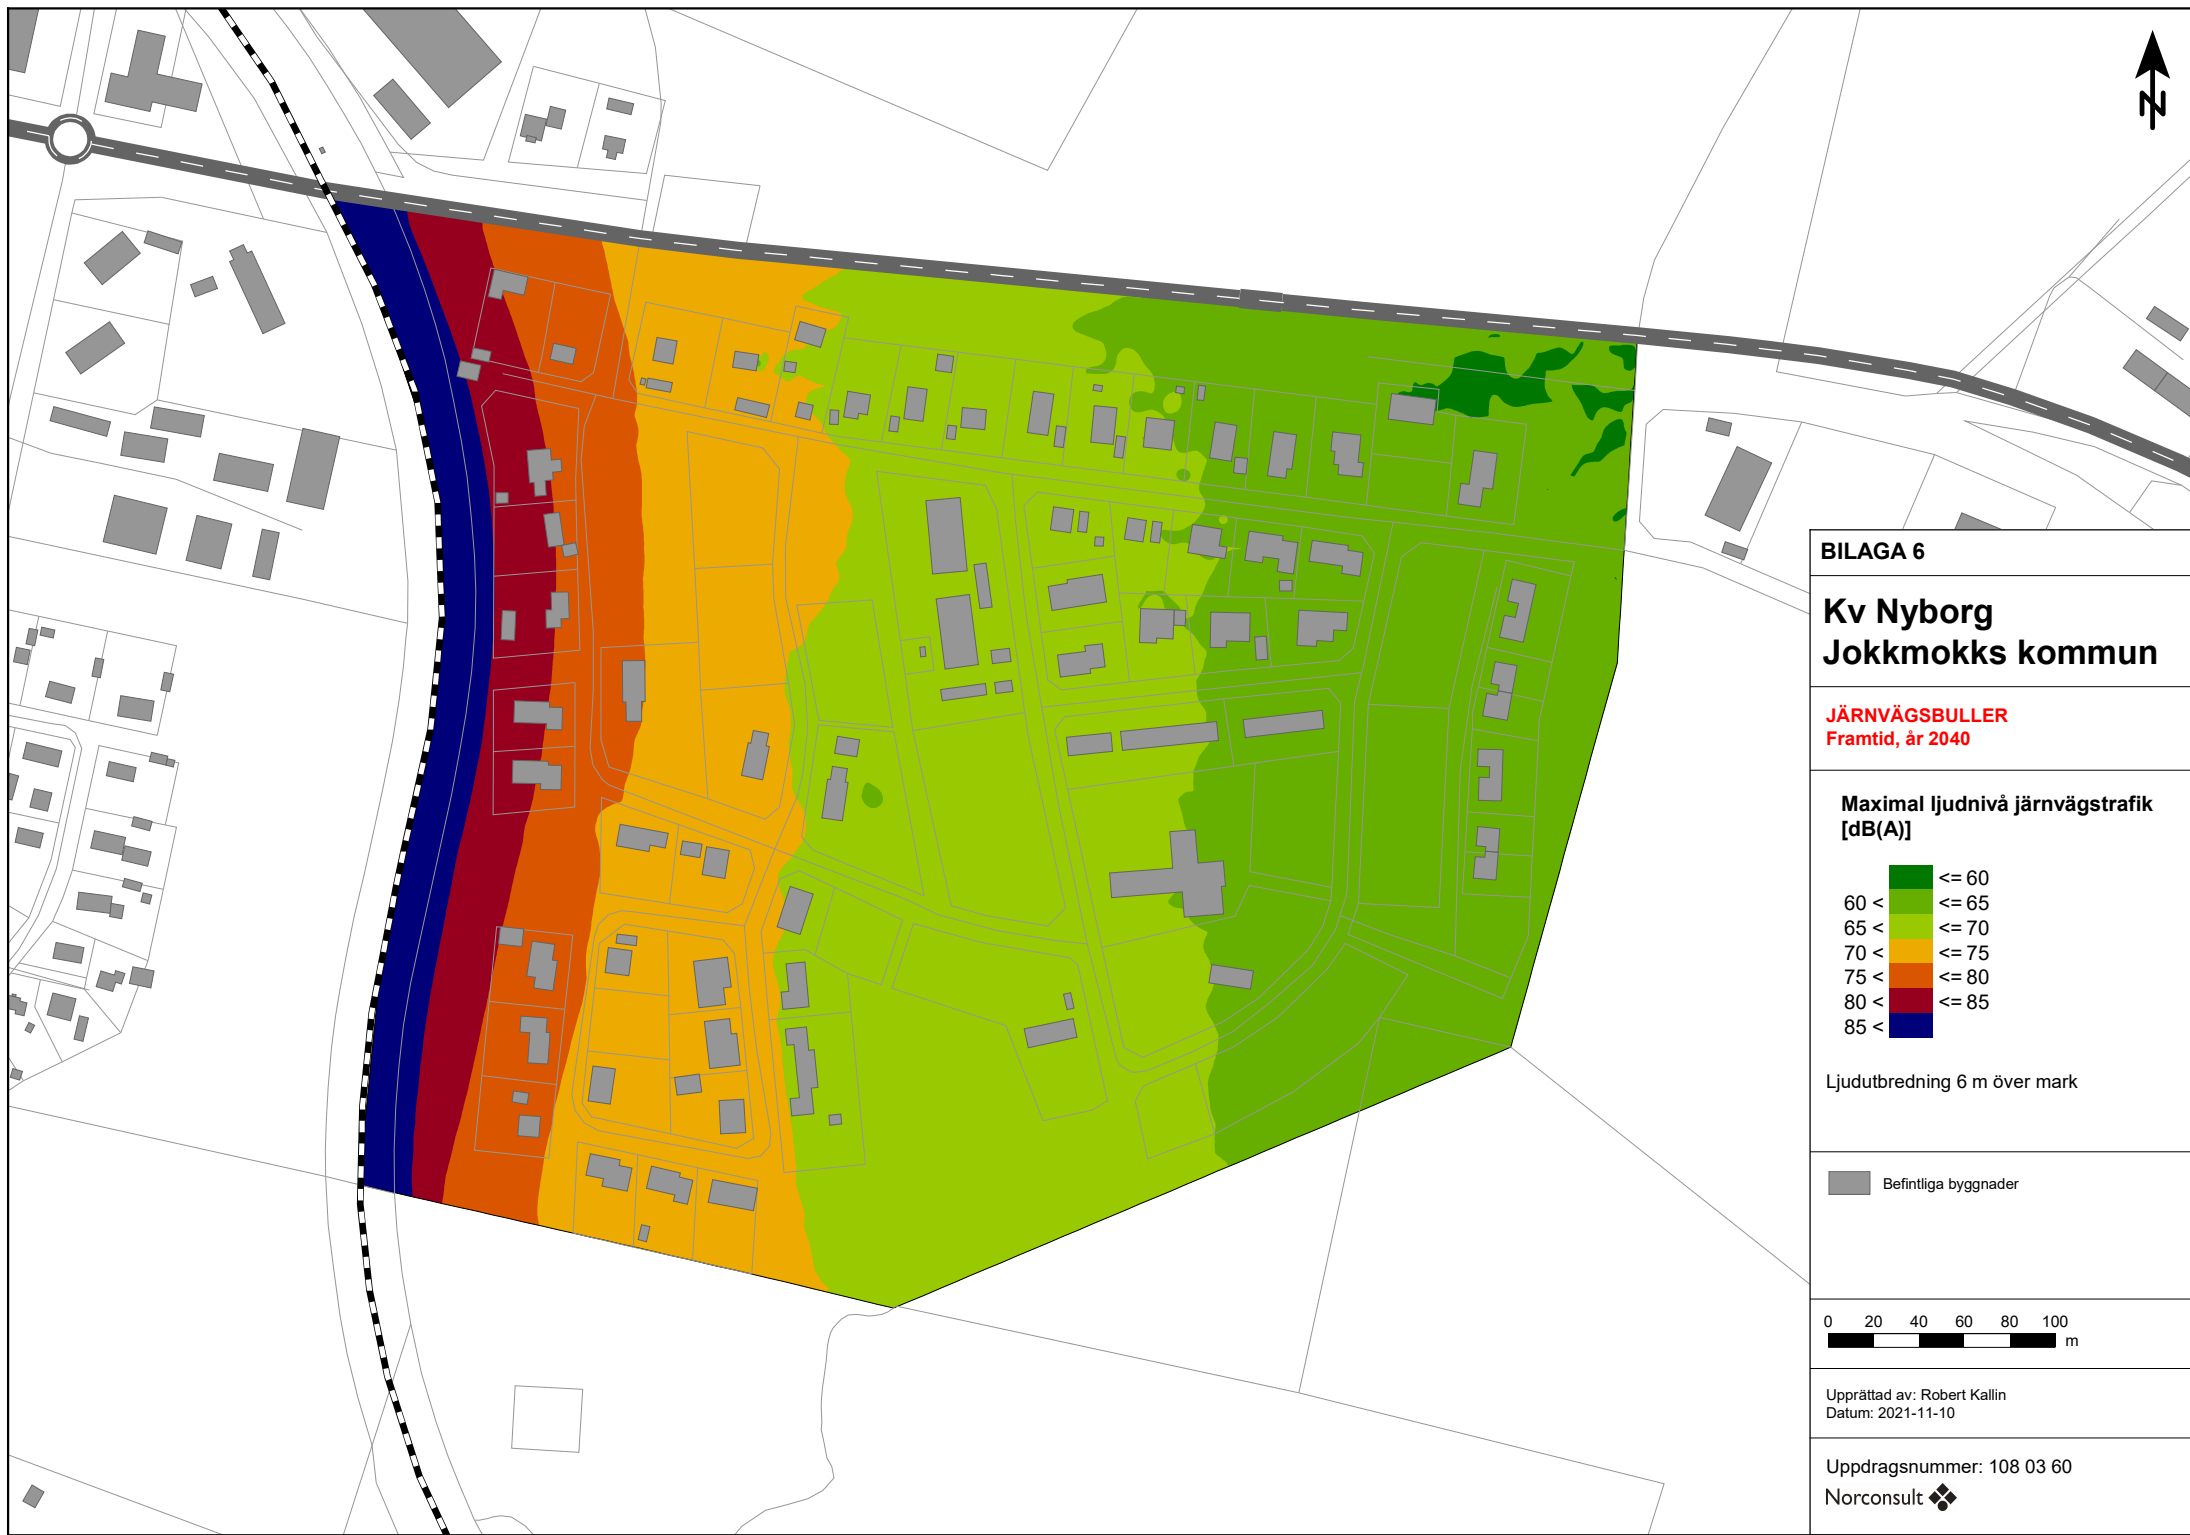 N
BILAGA 6
Kv Nyborg
Jokkmokks kommun
JÄRNVÄGSBULLER
Framtid, år 2040
Maximal ljudnivå järnvägstrafik
[dB(A)]
<= 60
60 < <= 65
65 < <= 70
70 < <= 75
75 < <= 80
80 < <= 85
85 <
Ljudutbredning 6 m över mark
Befintliga byggnader
0 20 40 60 80 100
m
Upprättad av: Robert Kallin
Datum: 2021-11-10
Uppdragsnummer: 108 03 60
Norconsult